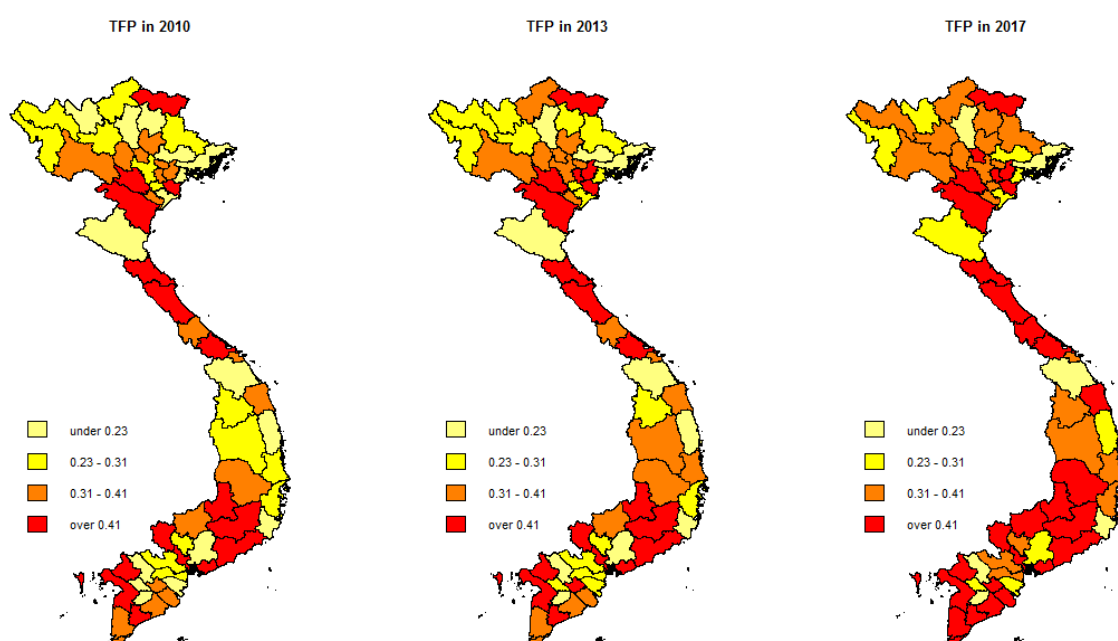 TFP in 2010
TFP in 2013
TFP in 2017
under 0.23
0.23 - 0.31
0.31 - 0.41
over 0.41
under 0.23
0.23 - 0.31
0.31 - 0.41
over 0.41
under 0.23
0.23 - 0.31
0.31 - 0.41
over 0.41